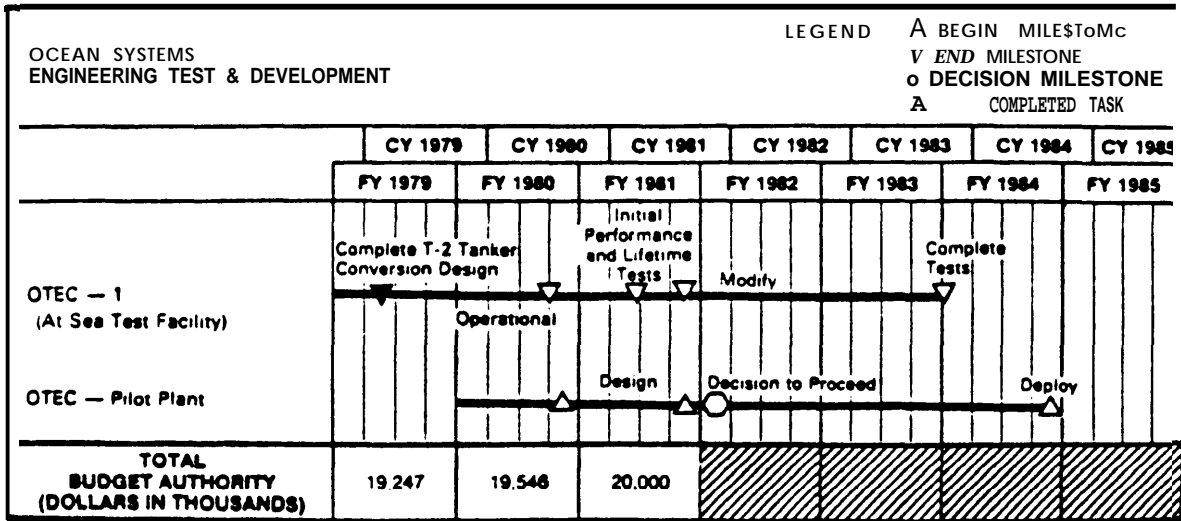 LEGEND A BEGIN MILE$ToMc
OCEAN SYSTEMS V END MILESTONE
ENGINEERING TEST & DEVELOPMENT o DECISION MILESTONE
A COMPLETED TASK
CY 1979 CY 1980 CY 1981 CY 1982 CY 1983 CY 1984 CY 1985
FY 1979 FY 1980 FY 1981 FY 1982 FY 1983 FY 1984 FY 1985
Initial
Performance
and Lifetime
Tests
Complete T-2 Tanker
Conversion Design
Modify
Complete
Tests
OTEC — 1
(At Sea Test Facility)
Operational
OTEC — Pilot Plant
Design
Decision to Proceed
Deploy
TOTAL
BUDGET AUTHORITY
(DOLLARS IN THOUSANDS)
19.247 19,546 20.000